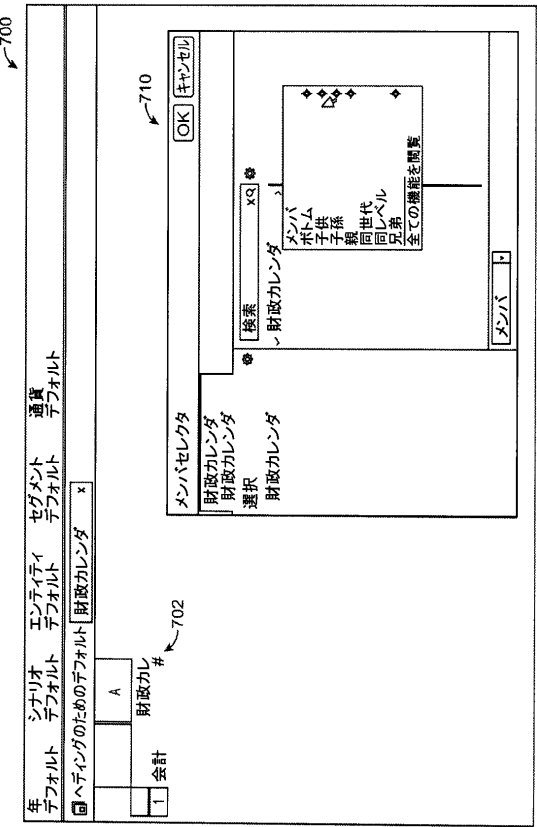 700
年 シナリオ エンティティ セグメント 通貨
デフォルト デフォルト デフォルト デフォルト デフォルト
ヘディングのためのデフォルト 財政カレンダ x
A
財政カレ
1 会計 #
702
710
メンバセレクタ OK キャンセル
財政カレンダ
財政カレンダ
選択
財政カレンダ
検索 x
財政カレンダ
メンバ
ボトム
子供
子孫
親
同世代
同レベル
兄弟
全ての機能を閲覧
メンバ